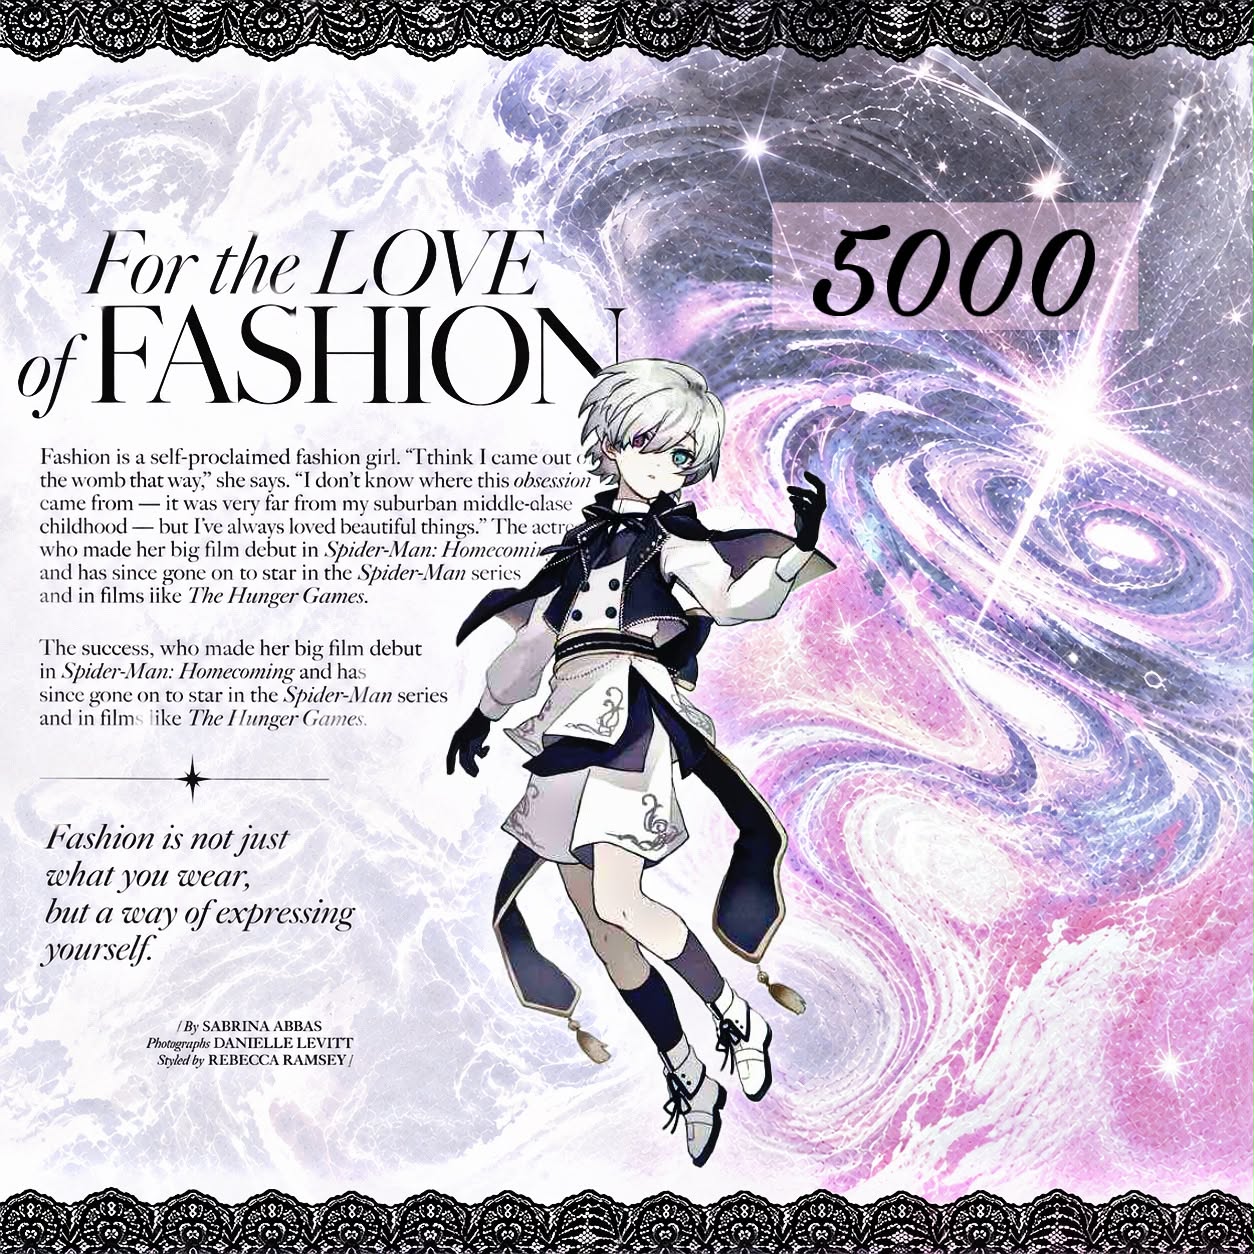 For the LOVE
of FASHION
5000
Fashion is a self-proclaimed fashion girl. “Tthink I came out o
the womb that way,” she says. “I don’t know where this obsession
came from — it was very far from my suburban middle-alase
childhood — but I’ve always loved beautiful things.” The actre
who made her big film debut in Spider-Man: Homecomin
and has since gone on to star in the Spider-Man series
and in films iike The Hunger Games.
The success, who made her big film debut
in Spider-Man: Homecoming and has
since gone on to star in the Spider-Man series
and in films like The Hunger Games.
Fashion is not just
what you wear,
but a way of expressing
yourself.
/ By SABRINA ABBAS
Photographs DANIELLE LEVITT
Styled by REBECCA RAMSEY /